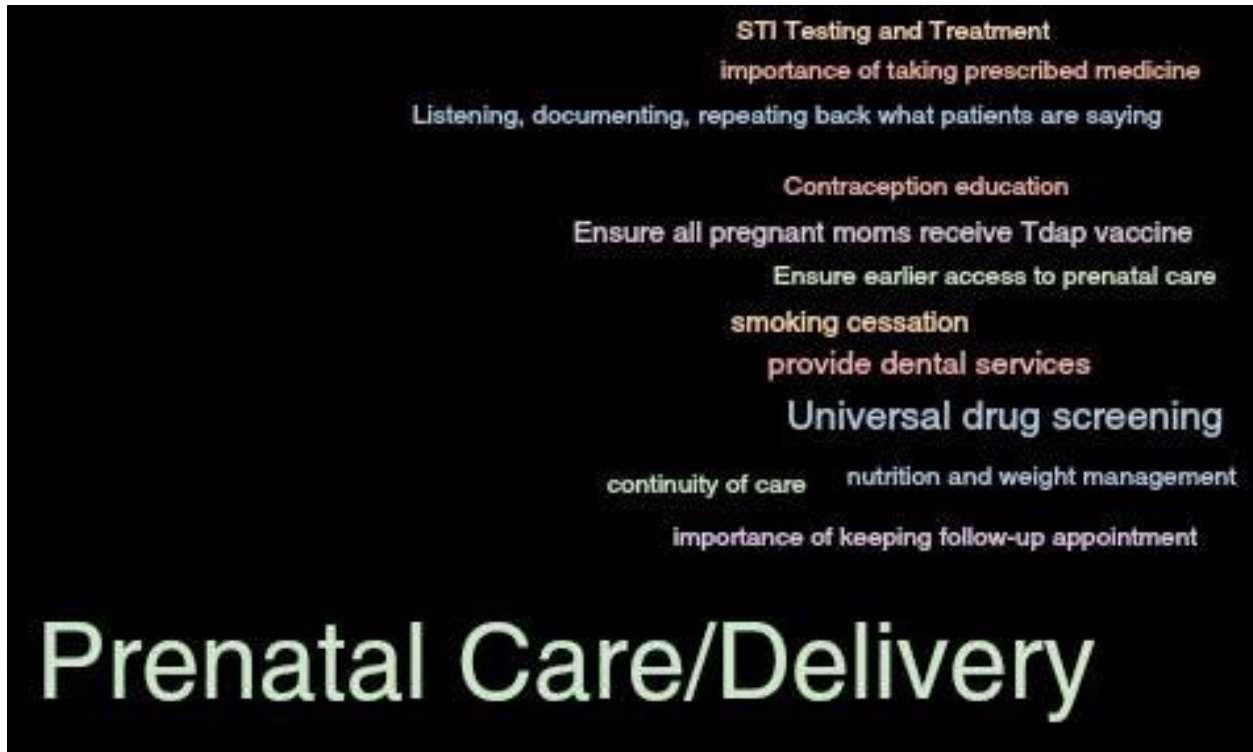 STI Testing and Treatment
importance of taking prescribed medicine
Listening, documenting, repeating back what patients are saying
Contraception education
Ensure all pregnant moms receive Tdap vaccine
Ensure earlier access to prenatal care
smoking cessation
provide dental services
Universal drug screening
continuity of care
nutrition and weight management
importance of keeping follow-up appointment
Prenatal Care/Delivery